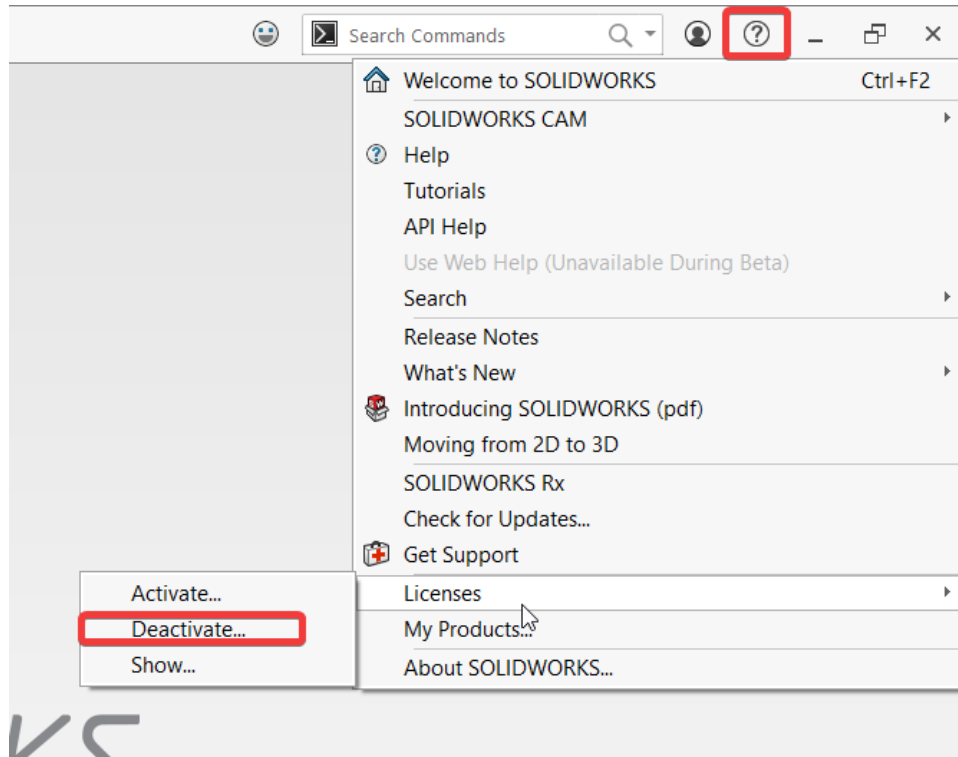 Search Commands
Welcome to SOLIDWORKS Ctrl+F2
SOLIDWORKS CAM
Help
Tutorials
API Help
Use Web Help (Unavailable During Beta)
Search
Release Notes
What's New
Introducing SOLIDWORKS (pdf)
Moving from 2D to 3D
SOLIDWORKS Rx
Check for Updates...
Get Support
Activate... Licenses
Deactivate... My Products...
Show... About SOLIDWORKS...
KS